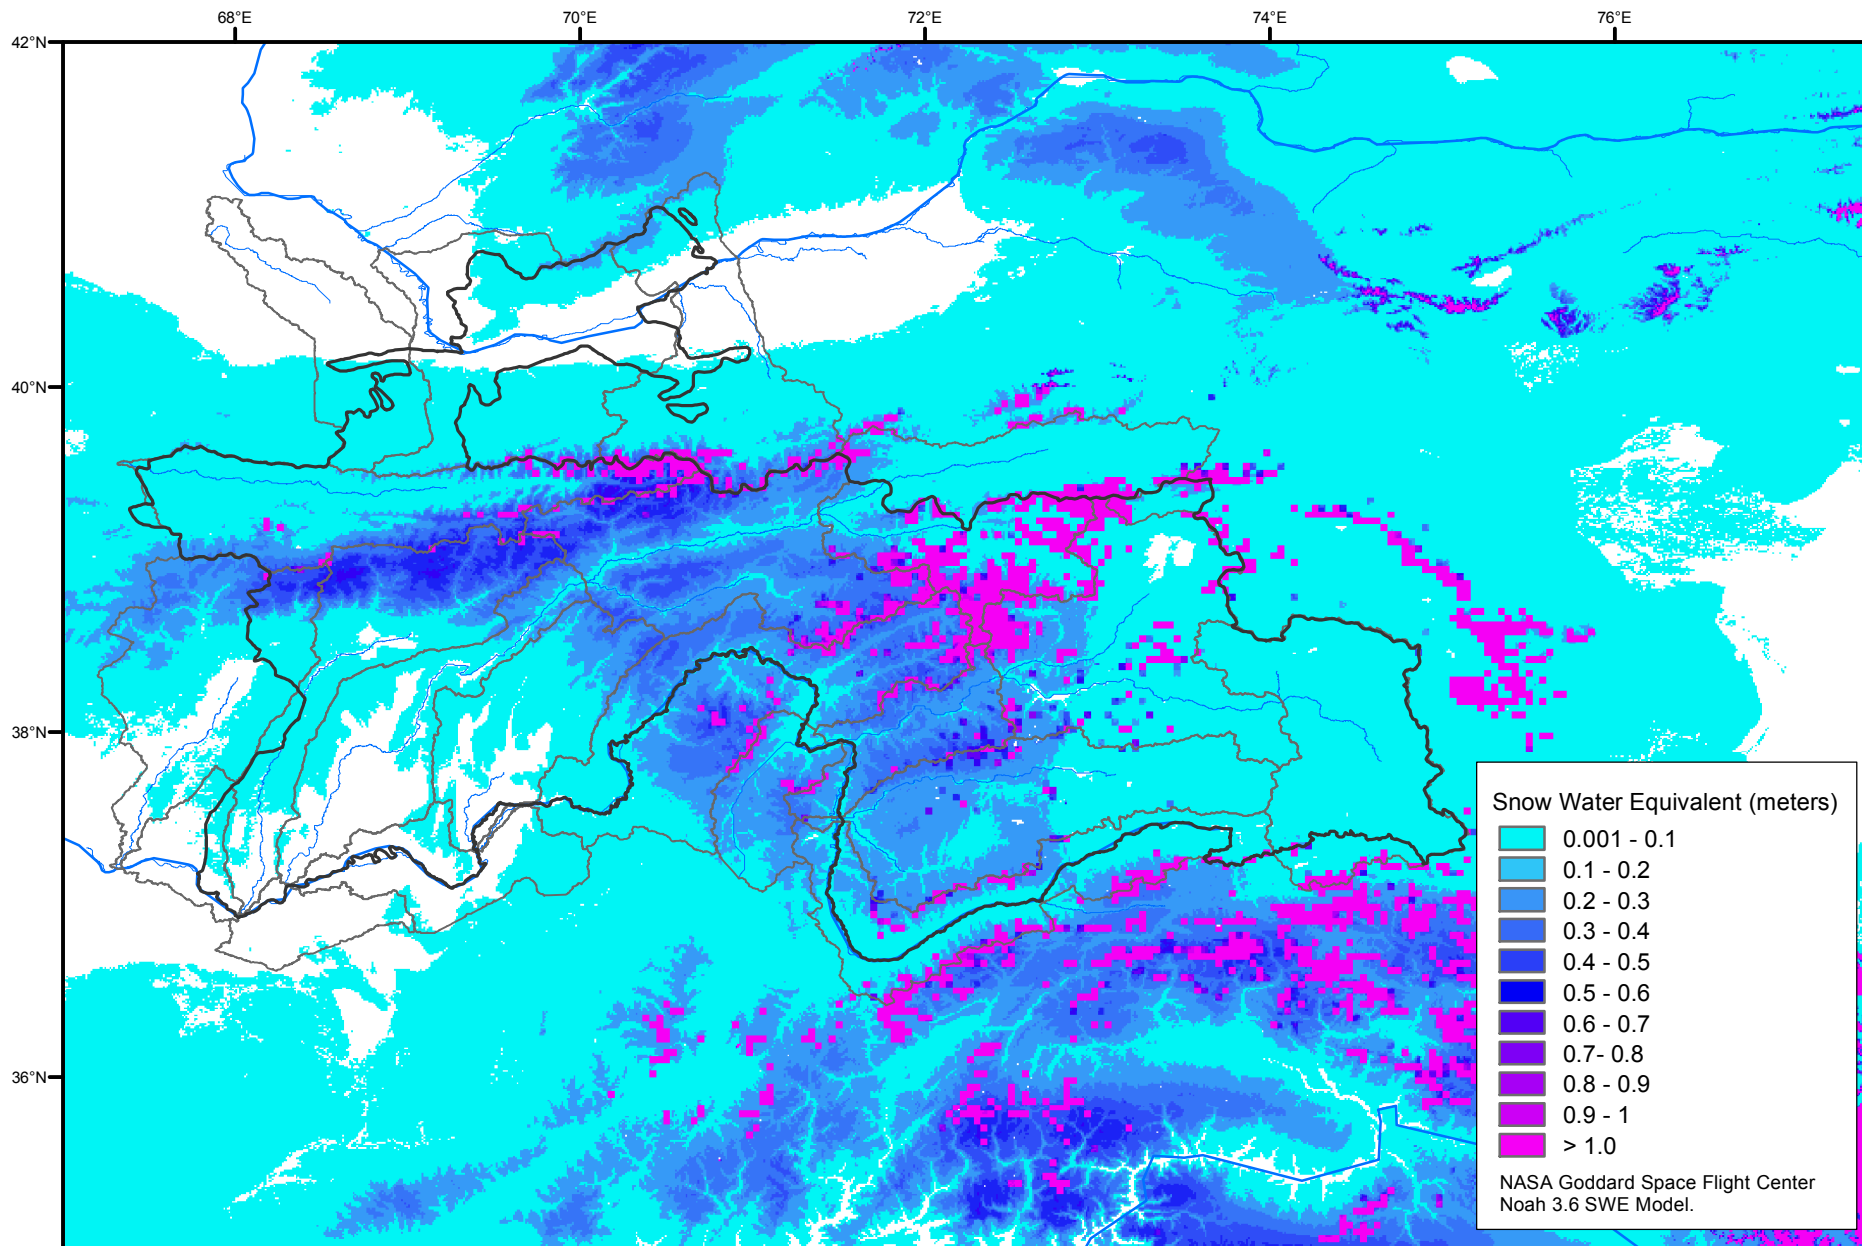 68°E
70°E
72°E
74°E
76°E
42°N
40°N
38°N
36°N
Snow Water Equivalent (meters)
0.001 - 0.1
0.1 - 0.2
0.2 - 0.3
0.3 - 0.4
0.4 - 0.5
0.5 - 0.6
0.6 - 0.7
0.7- 0.8
0.8 - 0.9
0.9 - 1
> 1.0
NASA Goddard Space Flight Center
Noah 3.6 SWE Model.